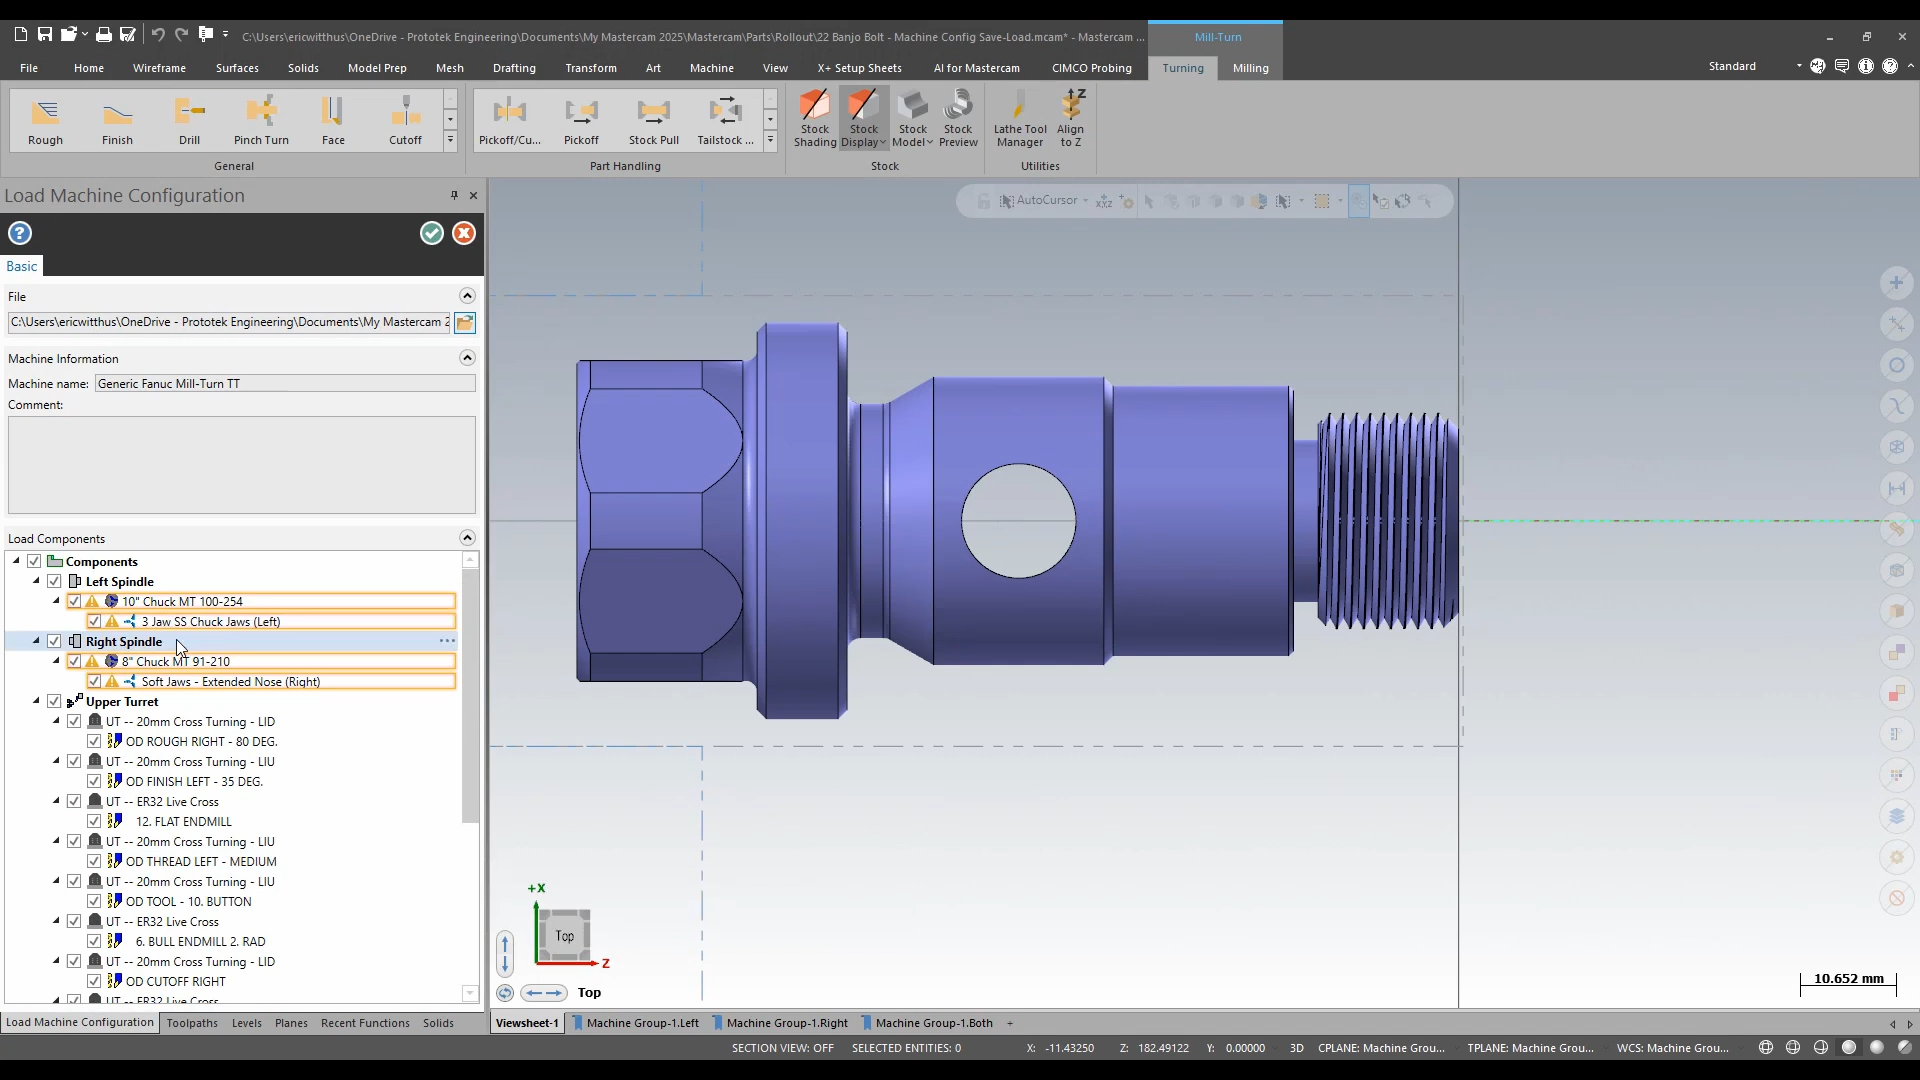 C:\Users\ericwitthus\OneDrive - Prototek Engineering\Documents\My Mastercam 2025\Mastercam\Parts\Rollout\22 Banjo Bolt - Machine Config Save-Load.mcam* - Mastercam ...
Mill-Turn
File Home Wireframe Surfaces Solids Model Prep Mesh Drafting Transform Art Machine View X+ Setup Sheets AI for Mastercam CIMCO Probing Turning Milling Standard
Rough Finish Drill Pinch Turn Face Cutoff
General
Pickoff/Cu... Pickoff Stock Pull Tailstock ...
Part Handling
Stock Shading Stock Display Stock Model Stock Preview
Stock
Lathe Tool Manager Align to Z
Utilities
Load Machine Configuration
AutoCursor
Basic
File
C:\Users\ericwitthus\OneDrive - Prototek Engineering\Documents\My Mastercam 2
Machine Information
Machine name: Generic Fanuc Mill-Turn TT
Comment:
Load Components
Components
Left Spindle
10" Chuck MT 100-254
3 Jaw SS Chuck Jaws (Left)
Right Spindle
8" Chuck MT 91-210
Soft Jaws - Extended Nose (Right)
Upper Turret
UT -- 20mm Cross Turning - LID
OD ROUGH RIGHT - 80 DEG.
UT -- 20mm Cross Turning - LIU
OD FINISH LEFT - 35 DEG.
UT -- ER32 Live Cross
12. FLAT ENDMILL
UT -- 20mm Cross Turning - LIU
OD THREAD LEFT - MEDIUM
UT -- 20mm Cross Turning - LIU
OD TOOL - 10. BUTTON
UT -- ER32 Live Cross
6. BULL ENDMILL 2. RAD
UT -- 20mm Cross Turning - LID
OD CUTOFF RIGHT
UT -- ER32 Live Cross
+X
Top
Z
Top
10.652 mm
Load Machine Configuration Toolpaths Levels Planes Recent Functions Solids
Viewsheet-1 Machine Group-1.Left Machine Group-1.Right Machine Group-1.Both +
SECTION VIEW: OFF SELECTED ENTITIES: 0 X: -11.43250 Z: 182.49122 Y: 0.00000 3D CPLANE: Machine Grou... TPLANE: Machine Grou... WCS: Machine Grou...